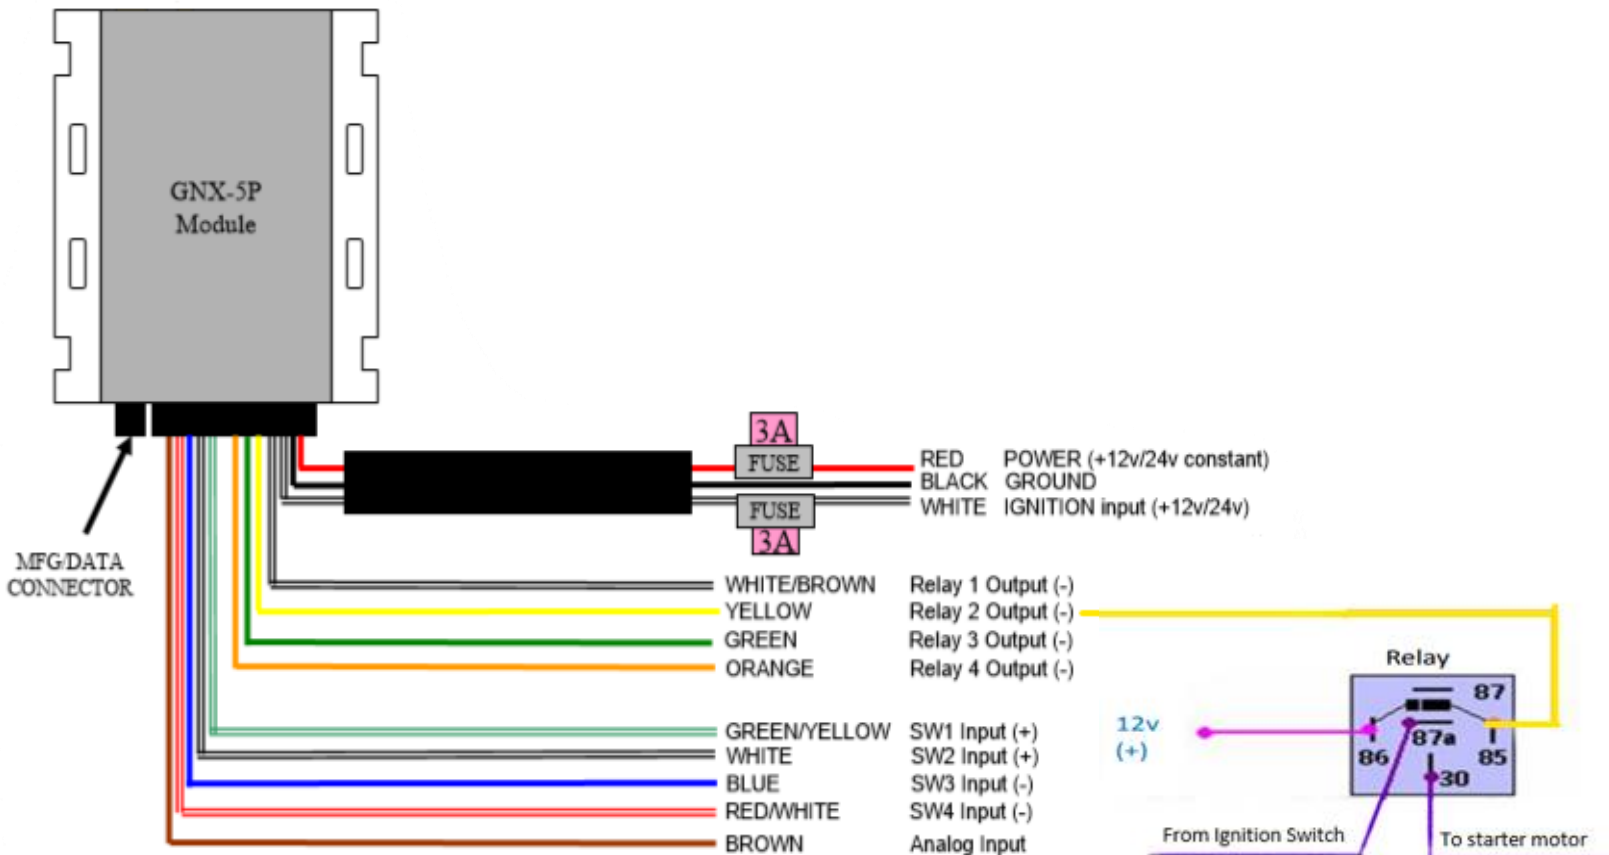 GNX-5P
Module
3A
FUSE
RED POWER (+12v/24v constant)
BLACK GROUND
FUSE
WHITE IGNITION input (+12v/24v)
3A
MFG/DATA
CONNECTOR
WHITE/BROWN Relay 1 Output (-)
YELLOW Relay 2 Output (-)
GREEN Relay 3 Output (-)
ORANGE Relay 4 Output (-)
GREEN/YELLOW SW1 Input (+)
WHITE SW2 Input (+)
BLUE SW3 Input (-)
RED/WHITE SW4 Input (-)
BROWN Analog Input
Relay
87
12v
(+)
87a
86
85
30
From Ignition Switch
To starter motor